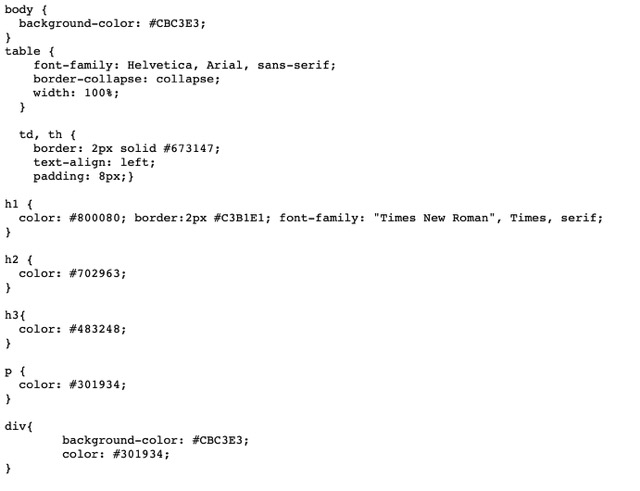 body {
  background-color: #CBC3E3;
}
table {
    font-family: Helvetica, Arial, sans-serif;
    border-collapse: collapse;
    width: 100%;
  }

  td, th {
    border: 2px solid #673147;
    text-align: left;
    padding: 8px;}

h1 {
  color: #800080; border:2px #C3B1E1; font-family: "Times New Roman", Times, serif;
}

h2 {
  color: #702963;
}

h3{
  color: #483248;
}

p {
  color: #301934;
}

div{
        background-color: #CBC3E3;
        color: #301934;
}